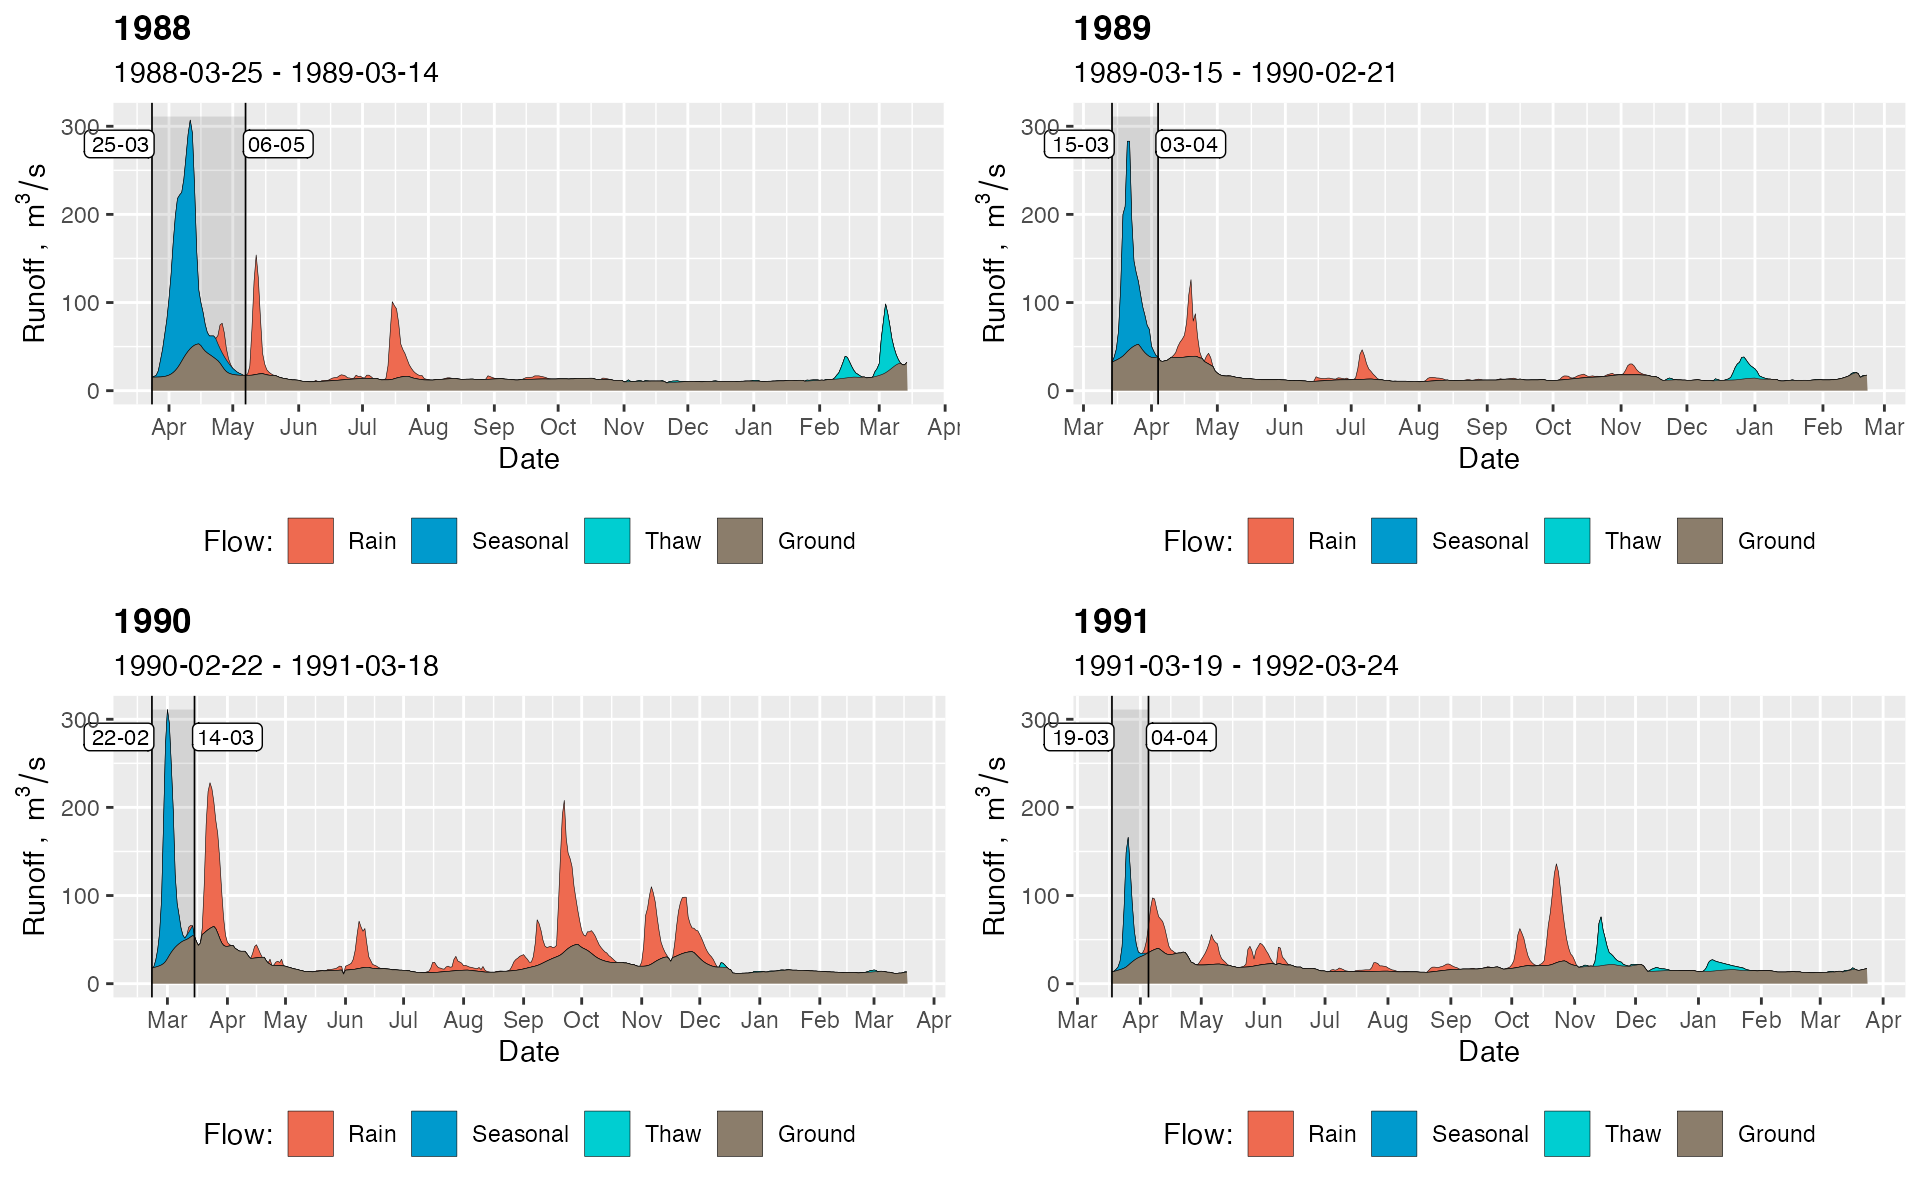 1988
1988-03-25 - 1989-03-14
300
200
100
0
25-03
06-05
Runoff , m³/s
Apr May Jun Jul Aug Sep Oct Nov Dec Jan Feb Mar Apr
Date
Flow: Rain Seasonal Thaw Ground
1989
1989-03-15 - 1990-02-21
300
200
100
0
15-03
03-04
Runoff , m³/s
Mar Apr May Jun Jul Aug Sep Oct Nov Dec Jan Feb Mar
Date
Flow: Rain Seasonal Thaw Ground
1990
1990-02-22 - 1991-03-18
300
200
100
0
22-02
14-03
Runoff , m³/s
Mar Apr May Jun Jul Aug Sep Oct Nov Dec Jan Feb Mar Apr
Date
Flow: Rain Seasonal Thaw Ground
1991
1991-03-19 - 1992-03-24
300
200
100
0
19-03
04-04
Runoff , m³/s
Mar Apr May Jun Jul Aug Sep Oct Nov Dec Jan Feb Mar Apr
Date
Flow: Rain Seasonal Thaw Ground